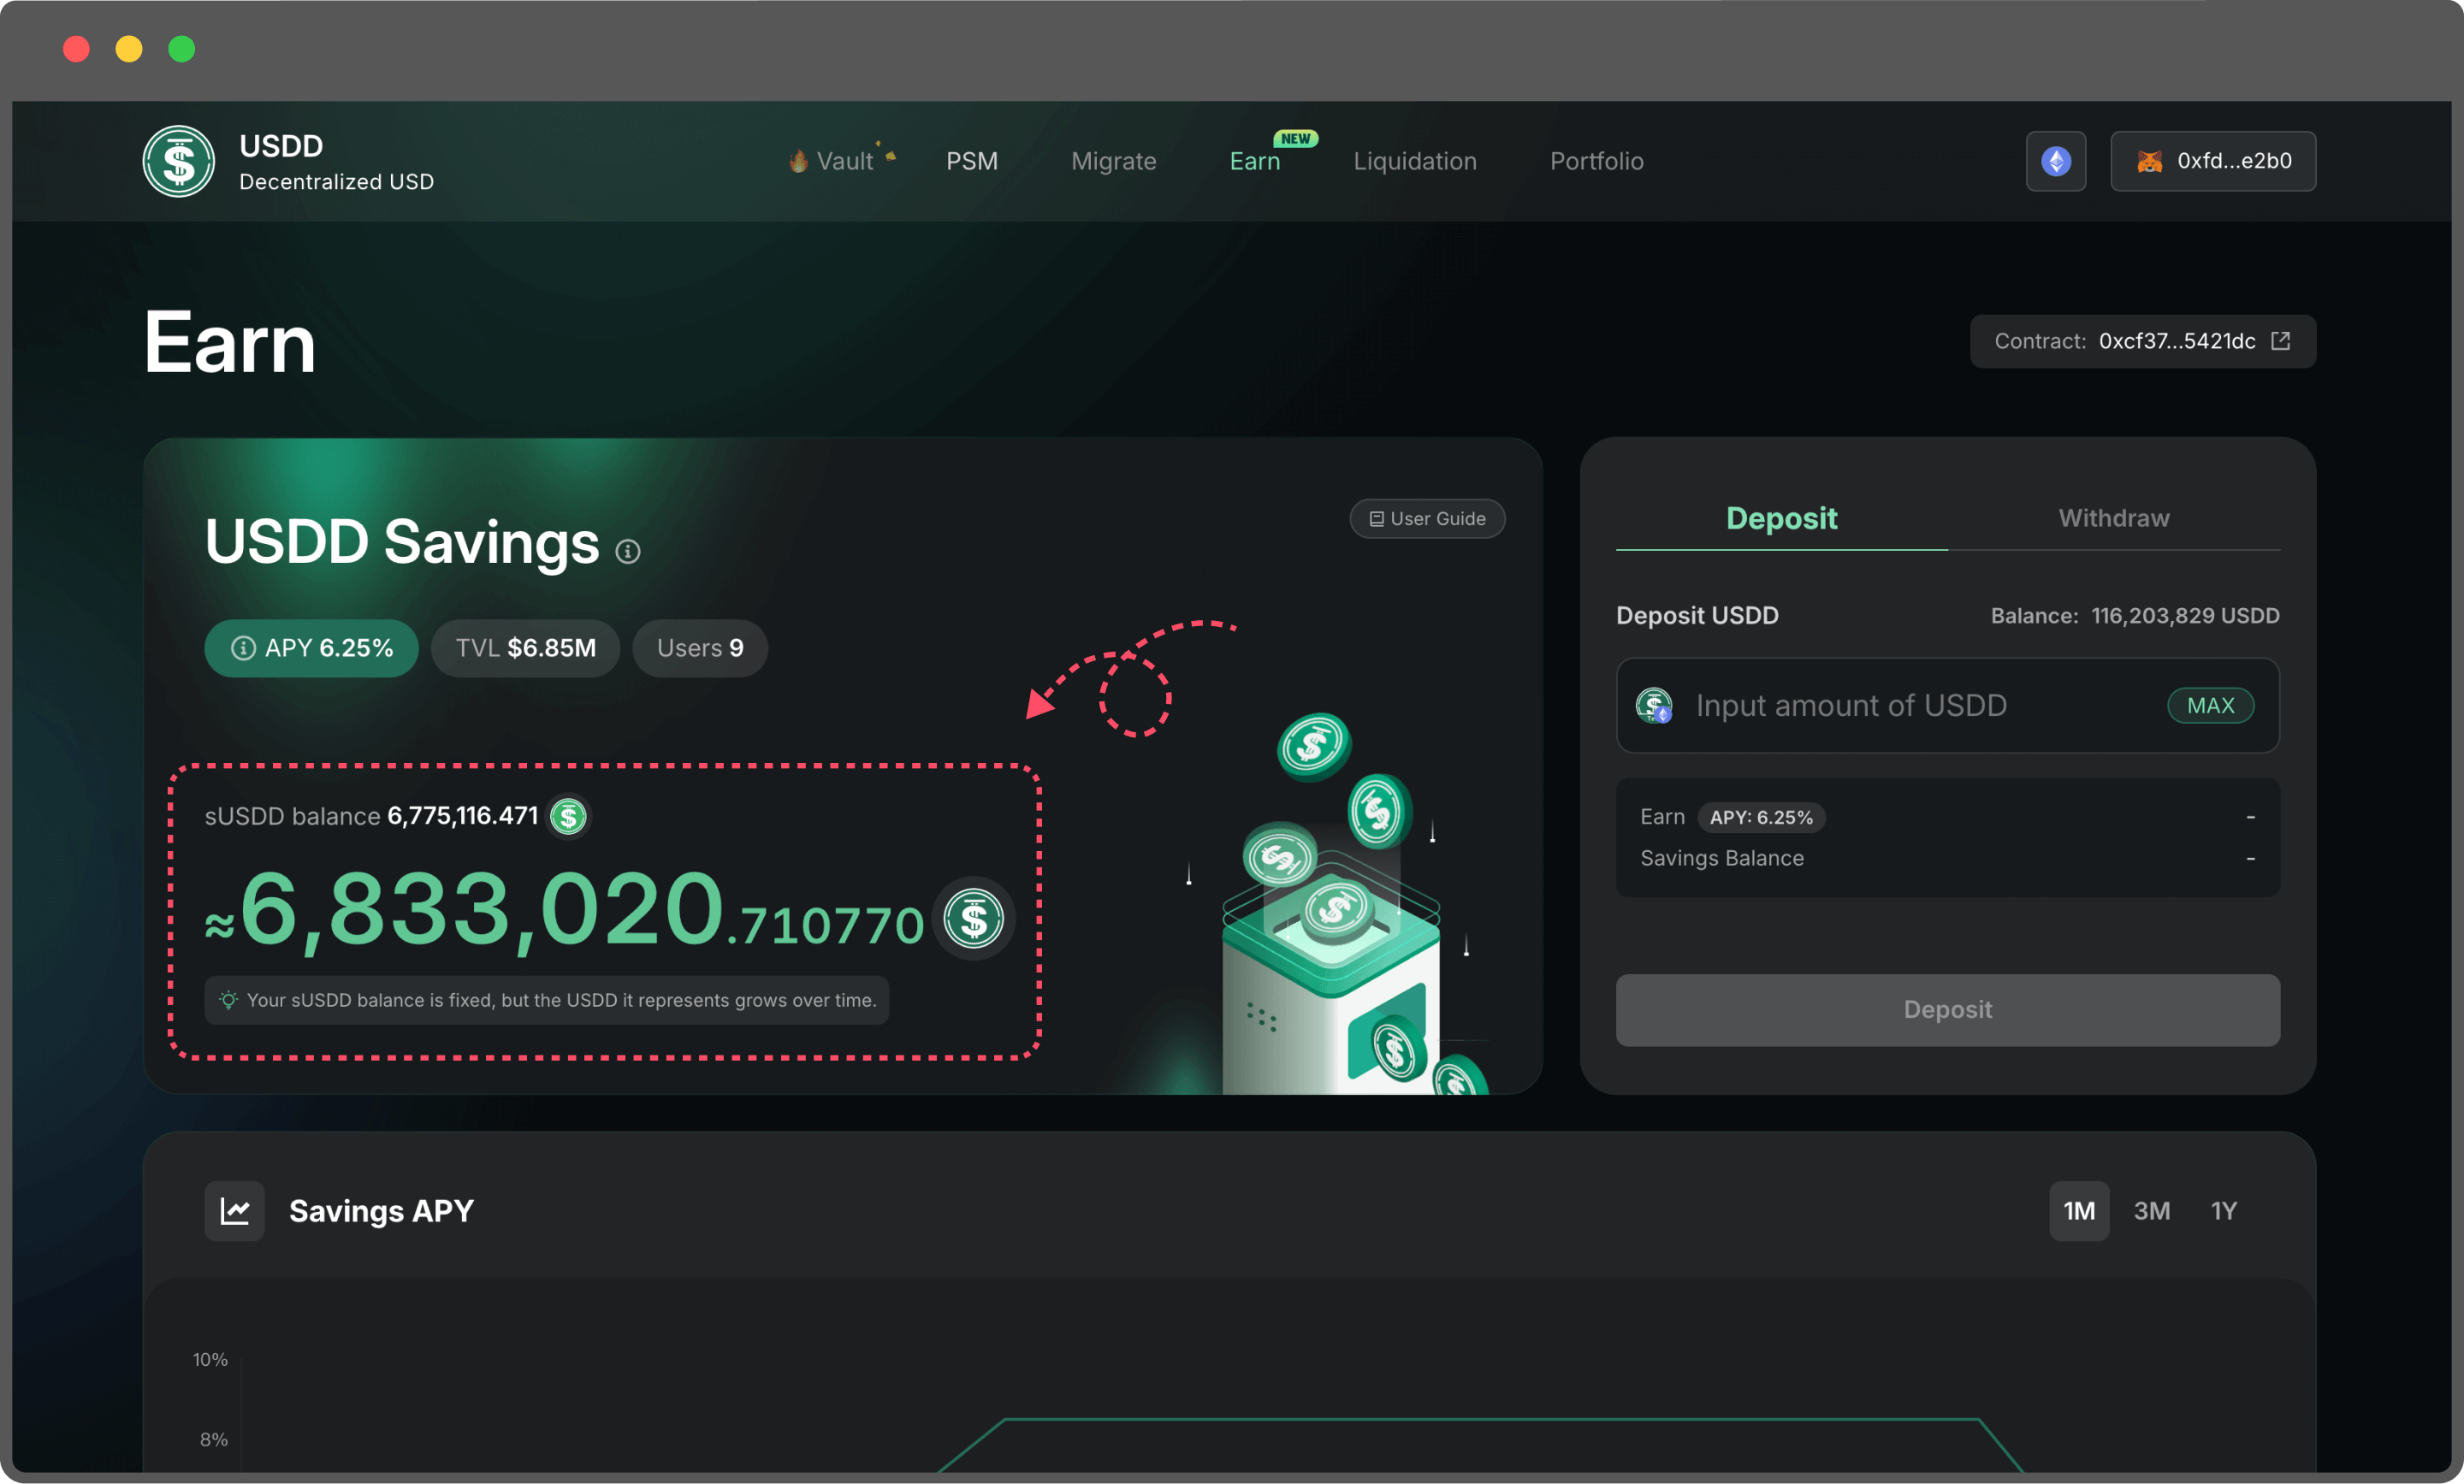 USDD
Decentralized USD
Vault
PSM
Migrate
Earn
NEW
Liquidation
Portfolio
0xfd...e2b0
Earn
Contract: 0xcf37...5421dc
USDD Savings
User Guide
APY 6.25%
TVL $6.85M
Users 9
sUSDD balance 6,775,116.471
≈6,833,020.710770
Your sUSDD balance is fixed, but the USDD it represents grows over time.
Deposit
Withdraw
Deposit USDD
Balance: 116,203,829 USDD
Input amount of USDD
MAX
Earn APY: 6.25% -
Savings Balance -
Deposit
Savings APY
1M
3M
1Y
10%
8%